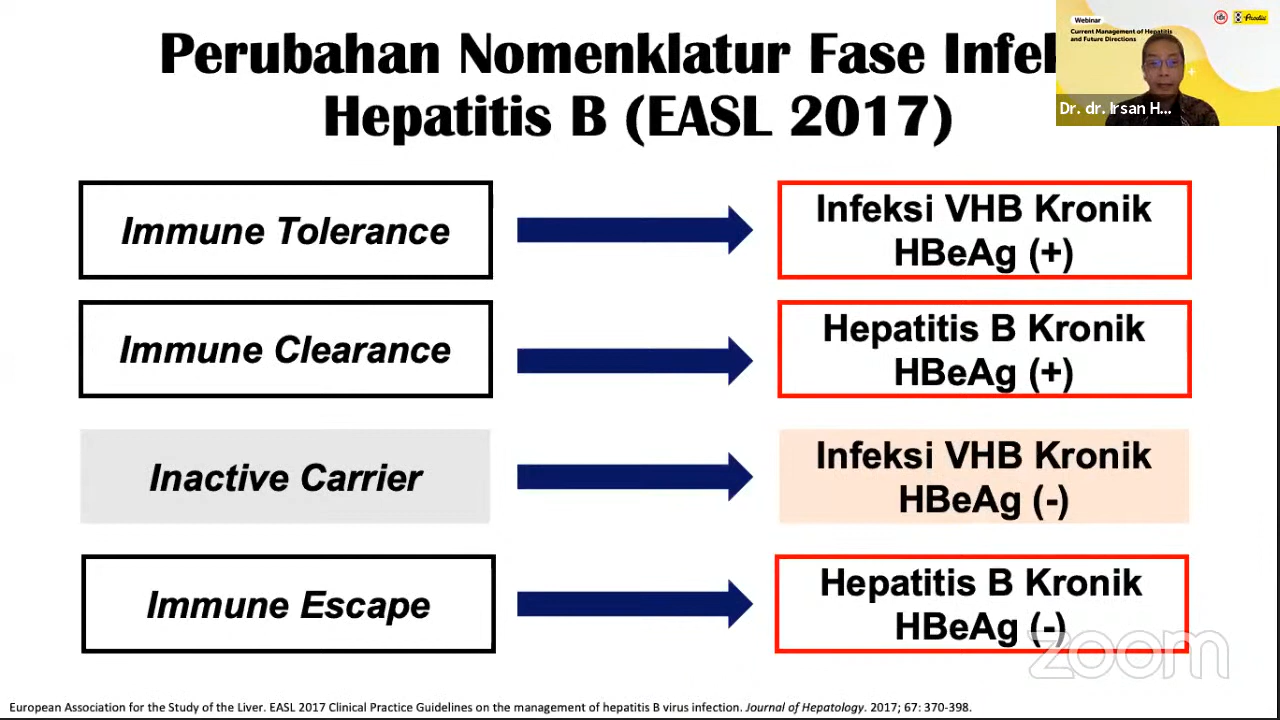 Perubahan Nomenklatur Fase Infek
Hepatitis B (EASL 2017)
Webinar
Current Management of Hepatitis
and Future Directions
Dr. dr. Irsan H...
Immune Tolerance
Infeksi VHB Kronik
HBeAg (+)
Immune Clearance
Hepatitis B Kronik
HBeAg (+)
Inactive Carrier
Infeksi VHB Kronik
HBeAg (-)
Immune Escape
Hepatitis B Kronik
HBeAg (-)
zoom
European Association for the Study of the Liver. EASL 2017 Clinical Practice Guidelines on the management of hepatitis B virus infection. Journal of Hepatology. 2017; 67: 370-398.